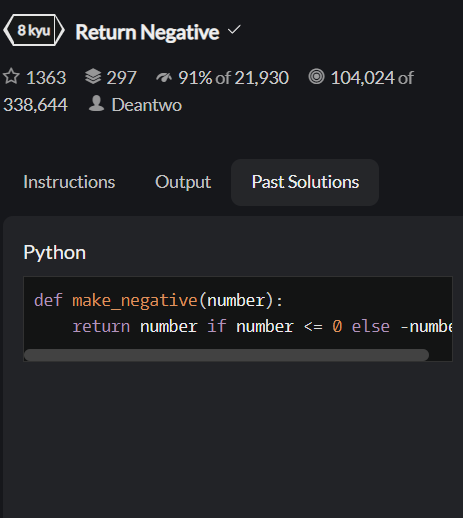 8 kyu Return Negative
1363 297 91% of 21,930 104,024 of
338,644 Deantwo
Instructions Output Past Solutions
Python
def make_negative(number):
    return number if number <= 0 else -numbe